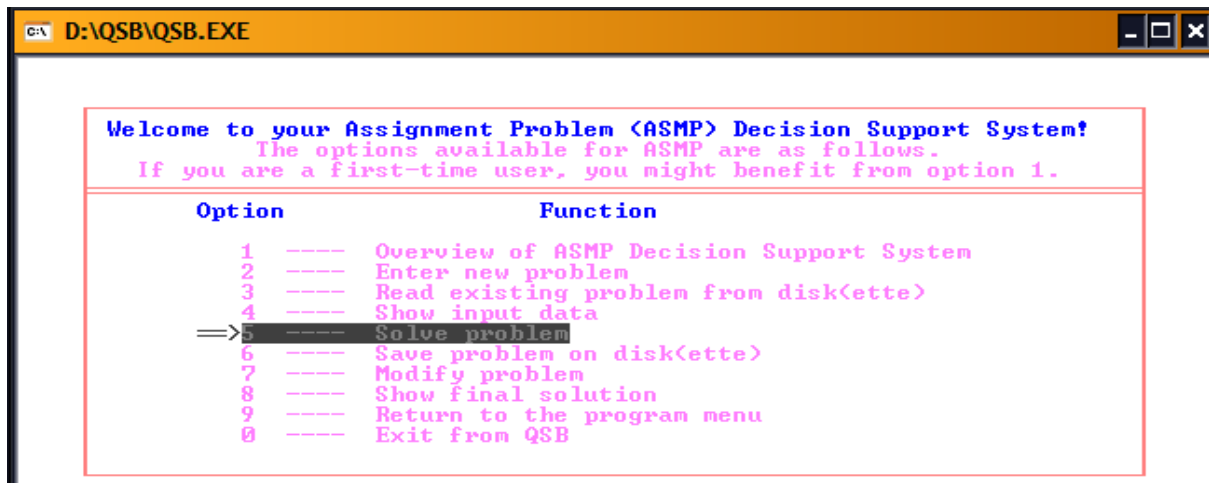 D:\QSB\QSB.EXE
Welcome to your Assignment Problem (ASMP) Decision Support System!
The options available for ASMP are as follows.
If you are a first-time user, you might benefit from option 1.
Option Function
1 ---- Overview of ASMP Decision Support System
2 ---- Enter new problem
3 ---- Read existing problem from disk(ette)
4 ---- Show input data
==>5 ---- Solve problem
6 ---- Save problem on disk(ette)
7 ---- Modify problem
8 ---- Show final solution
9 ---- Return to the program menu
0 ---- Exit from QSB